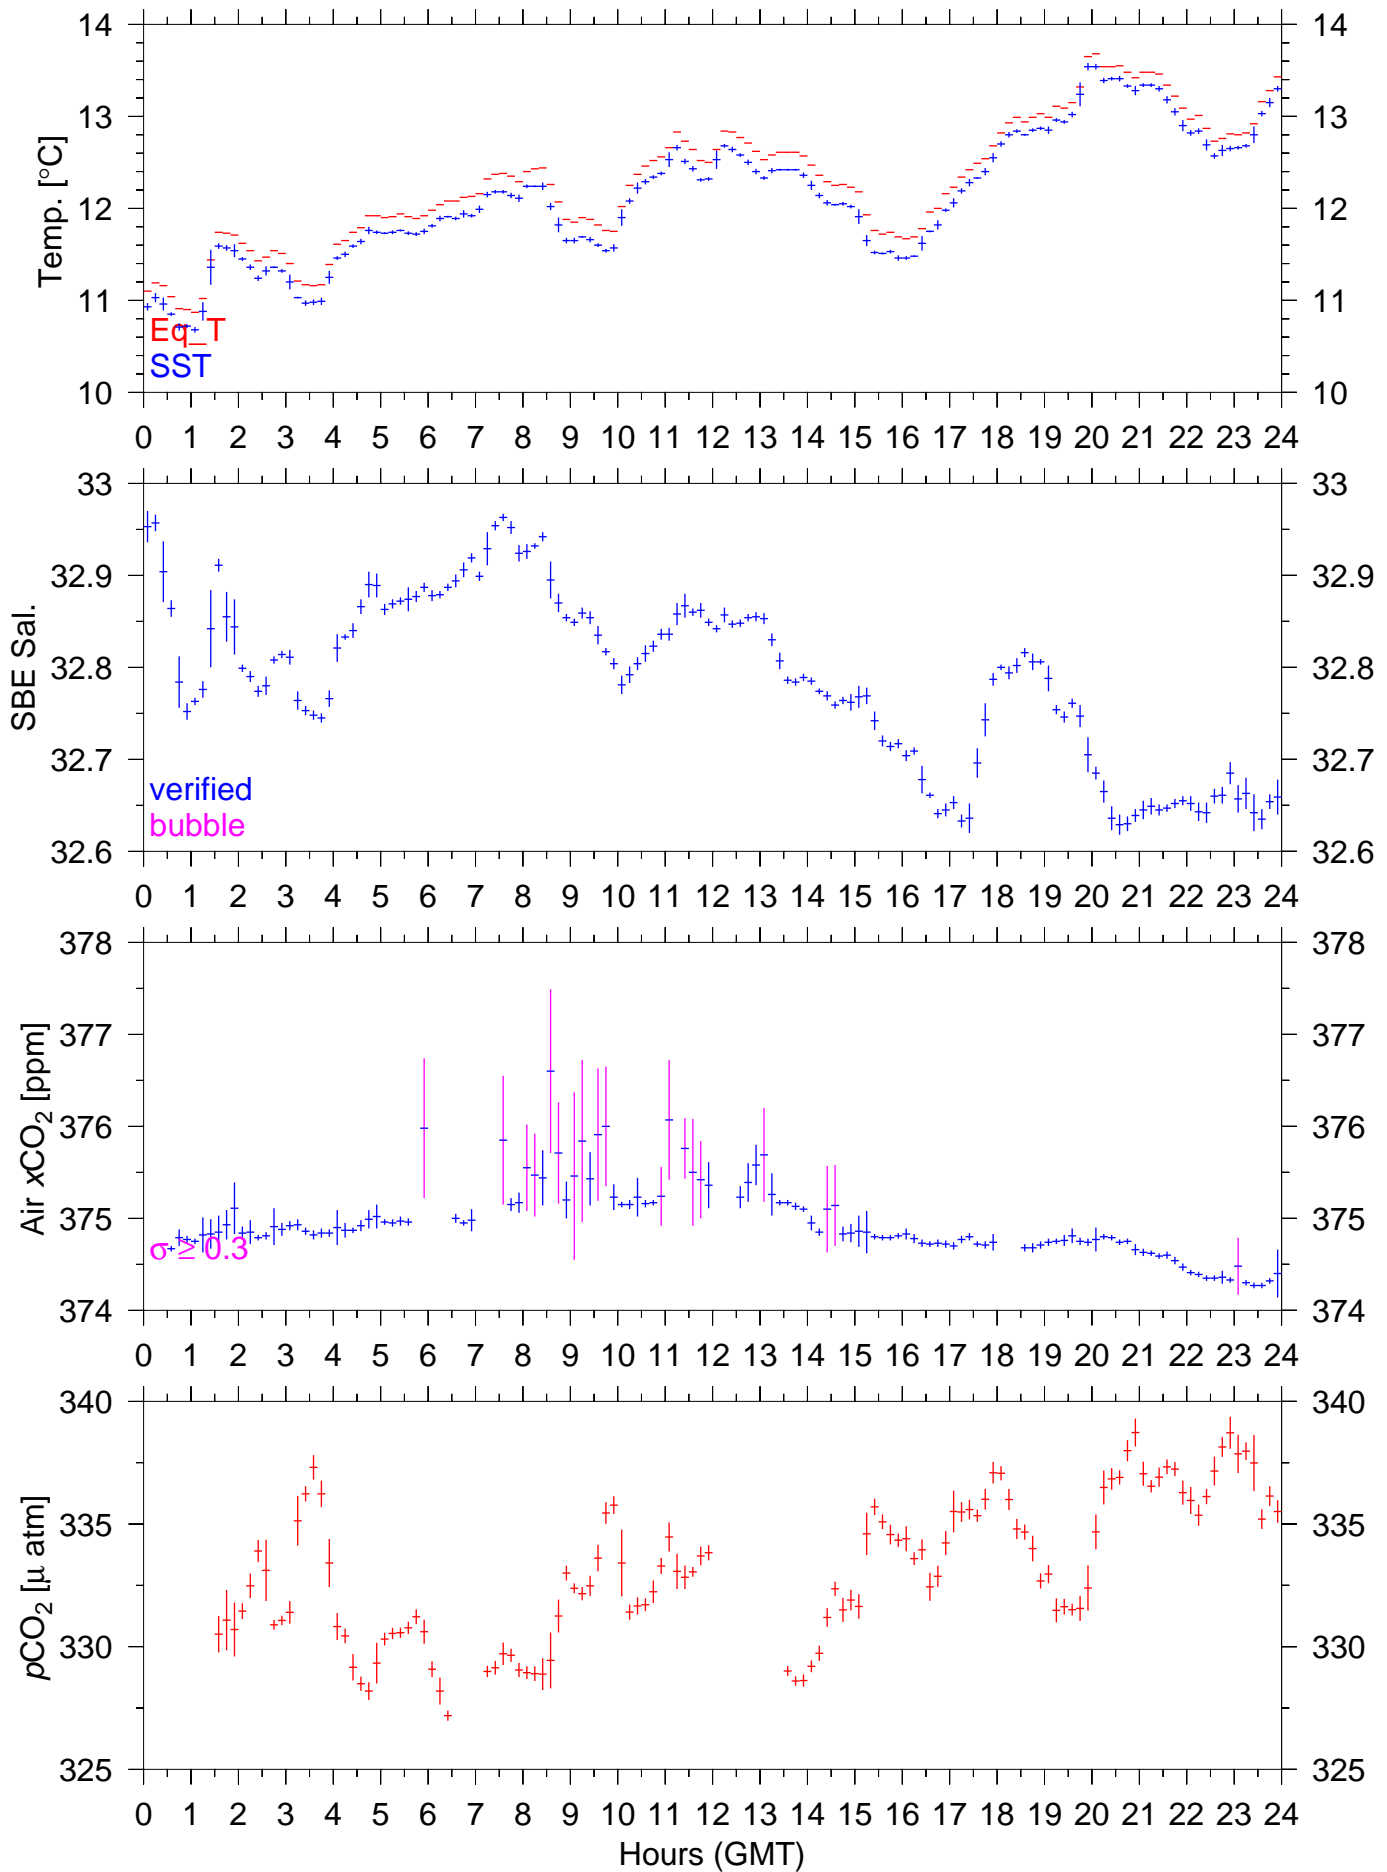 14 14
13 13
12 12
11 11
10 10
Temp. [°C]
Eq_T
SST
0 1 2 3 4 5 6 7 8 9 10 11 12 13 14 15 16 17 18 19 20 21 22 23 24
33 33
32.9 32.9
32.8 32.8
32.7 32.7
32.6 32.6
SBE Sal.
verified
bubble
0 1 2 3 4 5 6 7 8 9 10 11 12 13 14 15 16 17 18 19 20 21 22 23 24
378 378
377 377
376 376
375 375
374 374
Air xCO₂ [ppm]
σ ≥ 0.3
0 1 2 3 4 5 6 7 8 9 10 11 12 13 14 15 16 17 18 19 20 21 22 23 24
340 340
335 335
330 330
325 325
pCO₂ [μ atm]
0 1 2 3 4 5 6 7 8 9 10 11 12 13 14 15 16 17 18 19 20 21 22 23 24
Hours (GMT)